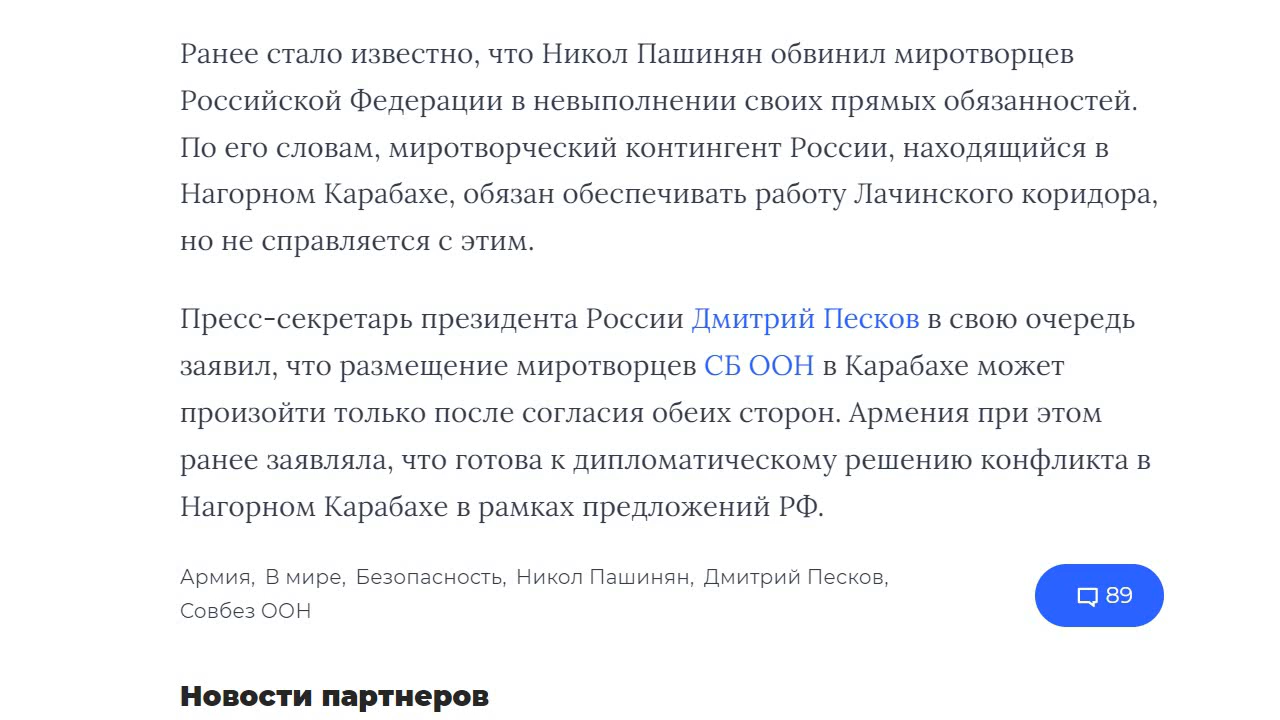 Ранее стало известно, что Никол Пашинян обвинил миротворцев
Российской Федерации в невыполнении своих прямых обязанностей.
По его словам, миротворческий контингент России, находящийся в
Нагорном Карабахе, обязан обеспечивать работу Лачинского коридора,
но не справляется с этим.
Пресс-секретарь президента России Дмитрий Песков в свою очередь
заявил, что размещение миротворцев СБ ООН в Карабахе может
произойти только после согласия обеих сторон. Армения при этом
ранее заявляла, что готова к дипломатическому решению конфликта в
Нагорном Карабахе в рамках предложений РФ.
Армия, В мире, Безопасность, Никол Пашинян, Дмитрий Песков,
Совбез ООН
89
Новости партнеров